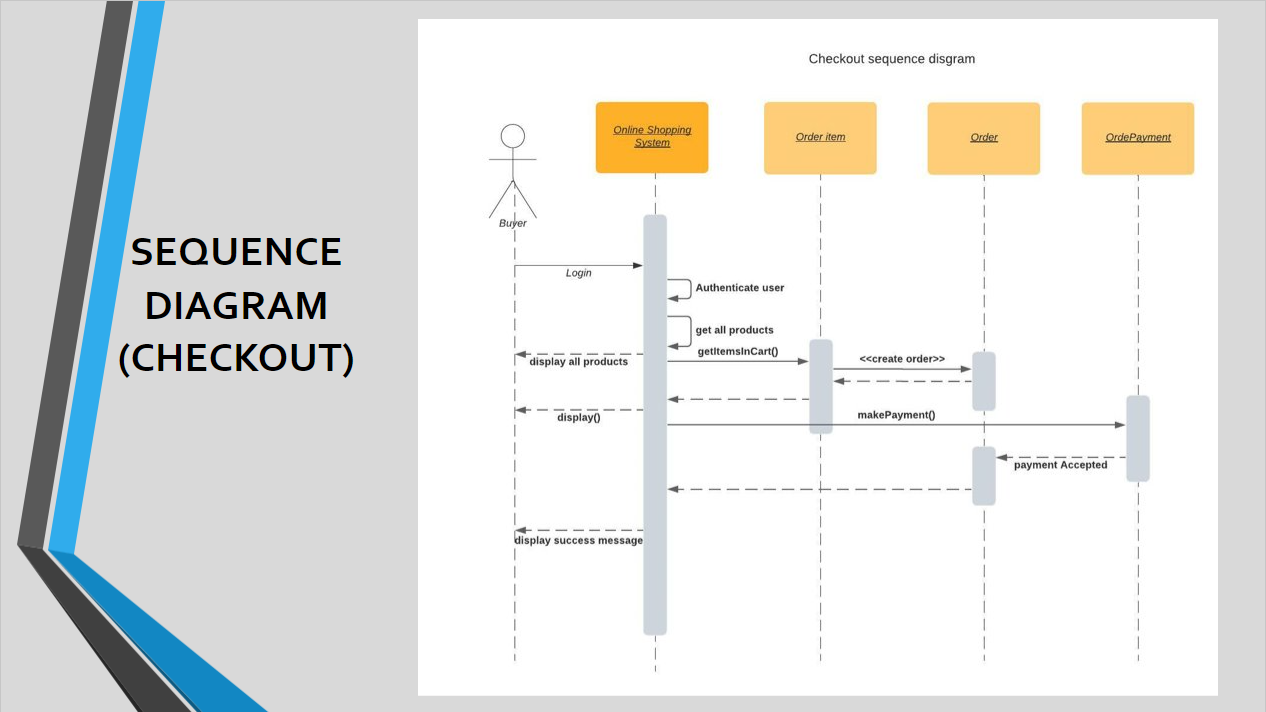 SEQUENCE
DIAGRAM
(CHECKOUT)
Checkout sequence disgram
Online Shopping
System
Order item
Order
OrdePayment
Buyer
Login
Authenticate user
get all products
getItemsInCart()
<<create order>>
display all products
display()
makePayment()
payment Accepted
display success message